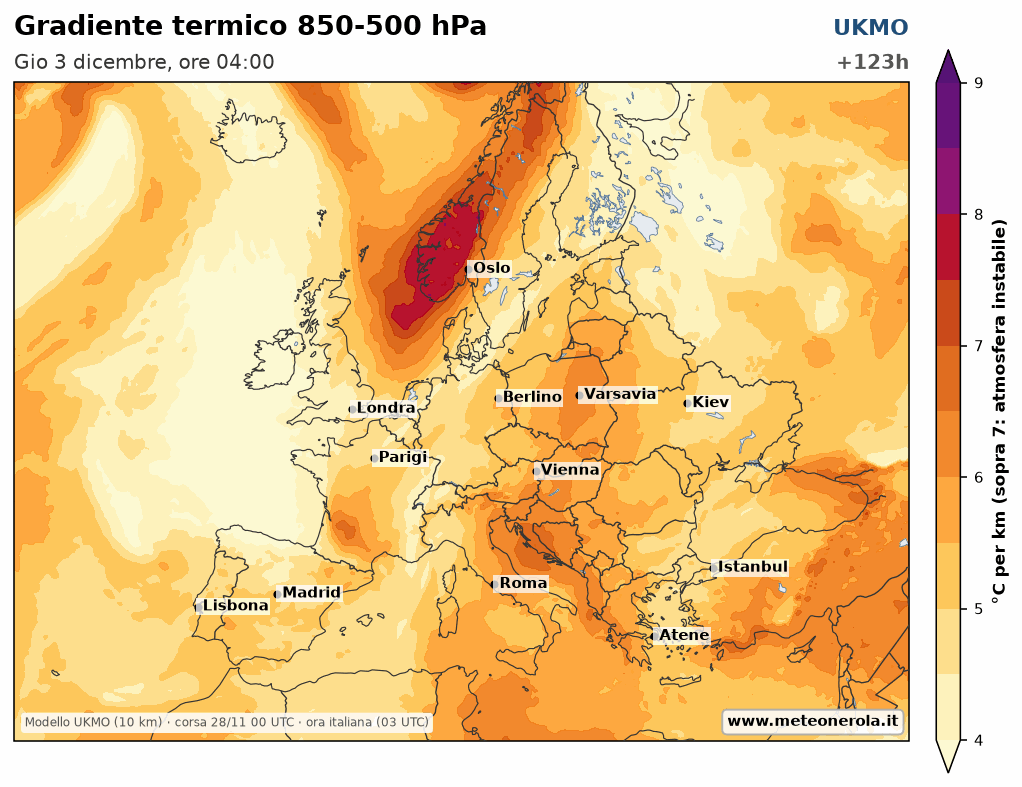 Gradiente termico 850-500 hPa
UKMO
Gio 3 dicembre, ore 04:00
+123h
Oslo
Londra
Berlino
Varsavia
Kiev
Parigi
Vienna
Istanbul
Roma
Madrid
Lisbona
Atene
Modello UKMO (10 km) · corsa 28/11 00 UTC · ora italiana (03 UTC)
www.meteonerola.it
9
8
7
6
5
4
°C per km (sopra 7: atmosfera instabile)